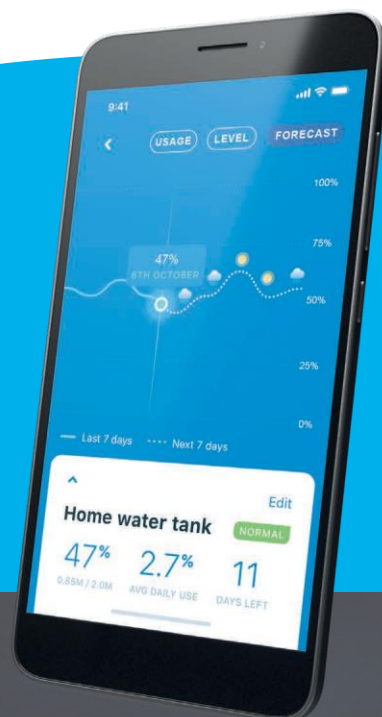 9:41
USAGE LEVEL FORECAST
100%
75%
47%
6TH OCTOBER
50%
25%
0%
Last 7 days Next 7 days
Edit
Home water tank NORMAL
47% 2.7% 11
0.85M / 2.0M AVG DAILY USE DAYS LEFT